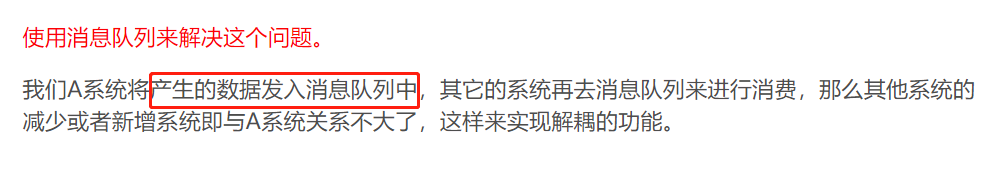 使用消息队列来解决这个问题。
我们A系统将产生的数据发入消息队列中，其它的系统再去消息队列来进行消费，那么其他系统的
减少或者新增系统即与A系统关系不大了，这样来实现解耦的功能。